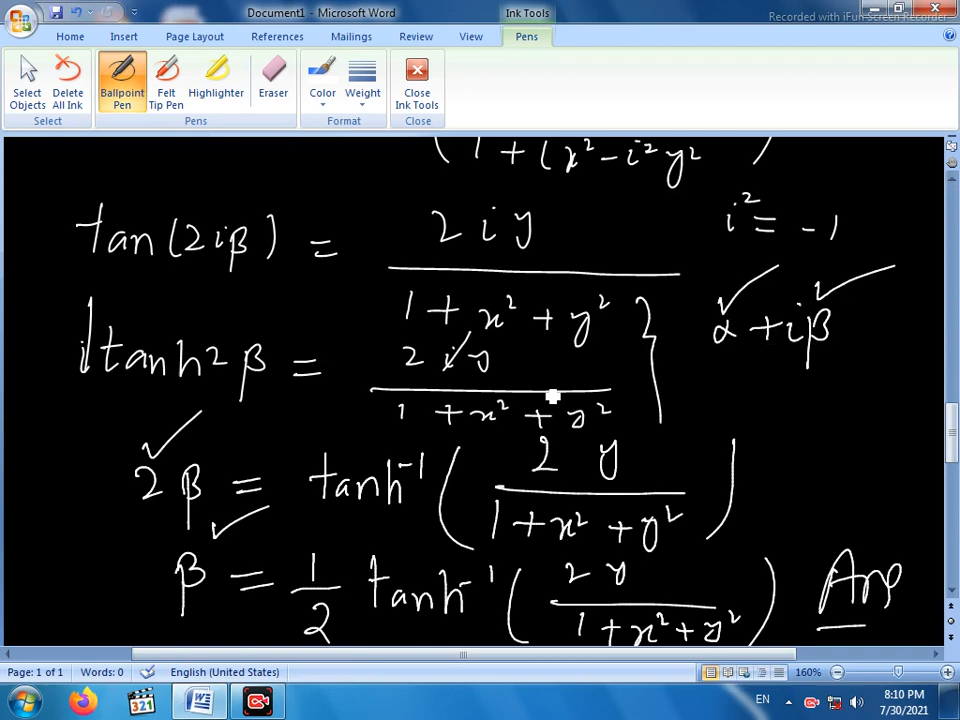 Document1 - Microsoft Word
Ink Tools
Recorded with iFun Screen Recorder
Home Insert Page Layout References Mailings Review View Pens
Select Objects
Delete All Ink
Ballpoint Pen
Felt Tip Pen
Highlighter
Eraser
Color
Weight
Close Ink Tools
Select Pens Format Close
(1 + (x² - i²y² )
tan(2iβ) = 2iy / 1 + x² + y²
i² = -1
i tanh2β = 2iy / 1 + x² + y²
α + iβ
2β = tanh⁻¹ ( 2y / 1 + x² + y² )
β = 1/2 tanh⁻¹ ( 2y / 1 + x² + y² ) Ans
Page: 1 of 1 Words: 0 English (United States) 160%
321
EN
8:10 PM
7/30/2021